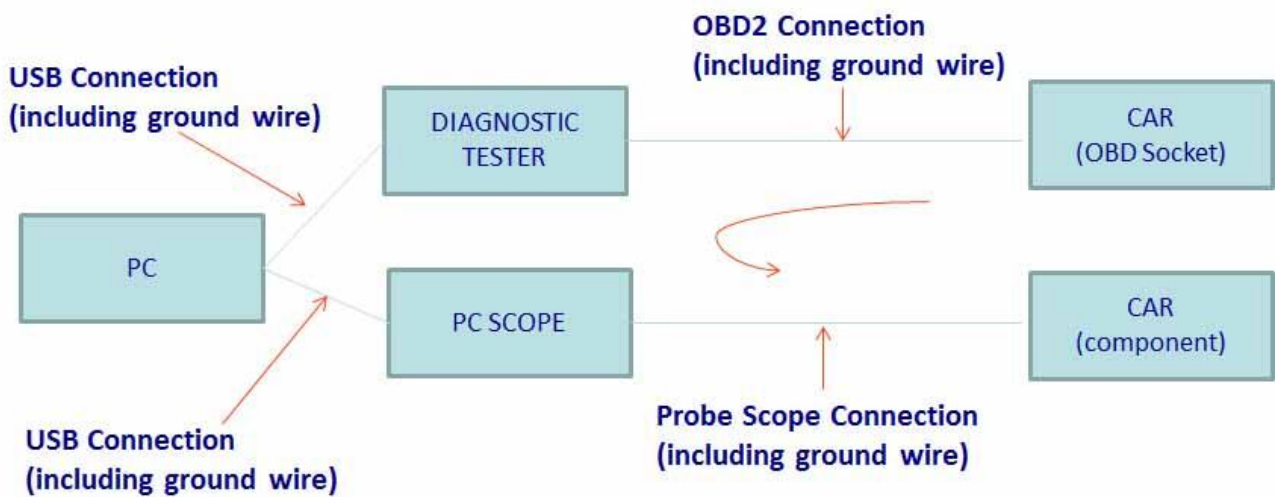 OBD2 Connection
(including ground wire)
USB Connection
(including ground wire)
DIAGNOSTIC
TESTER
CAR
(OBD Socket)
PC
PC SCOPE
CAR
(component)
Probe Scope Connection
(including ground wire)
USB Connection
(including ground wire)